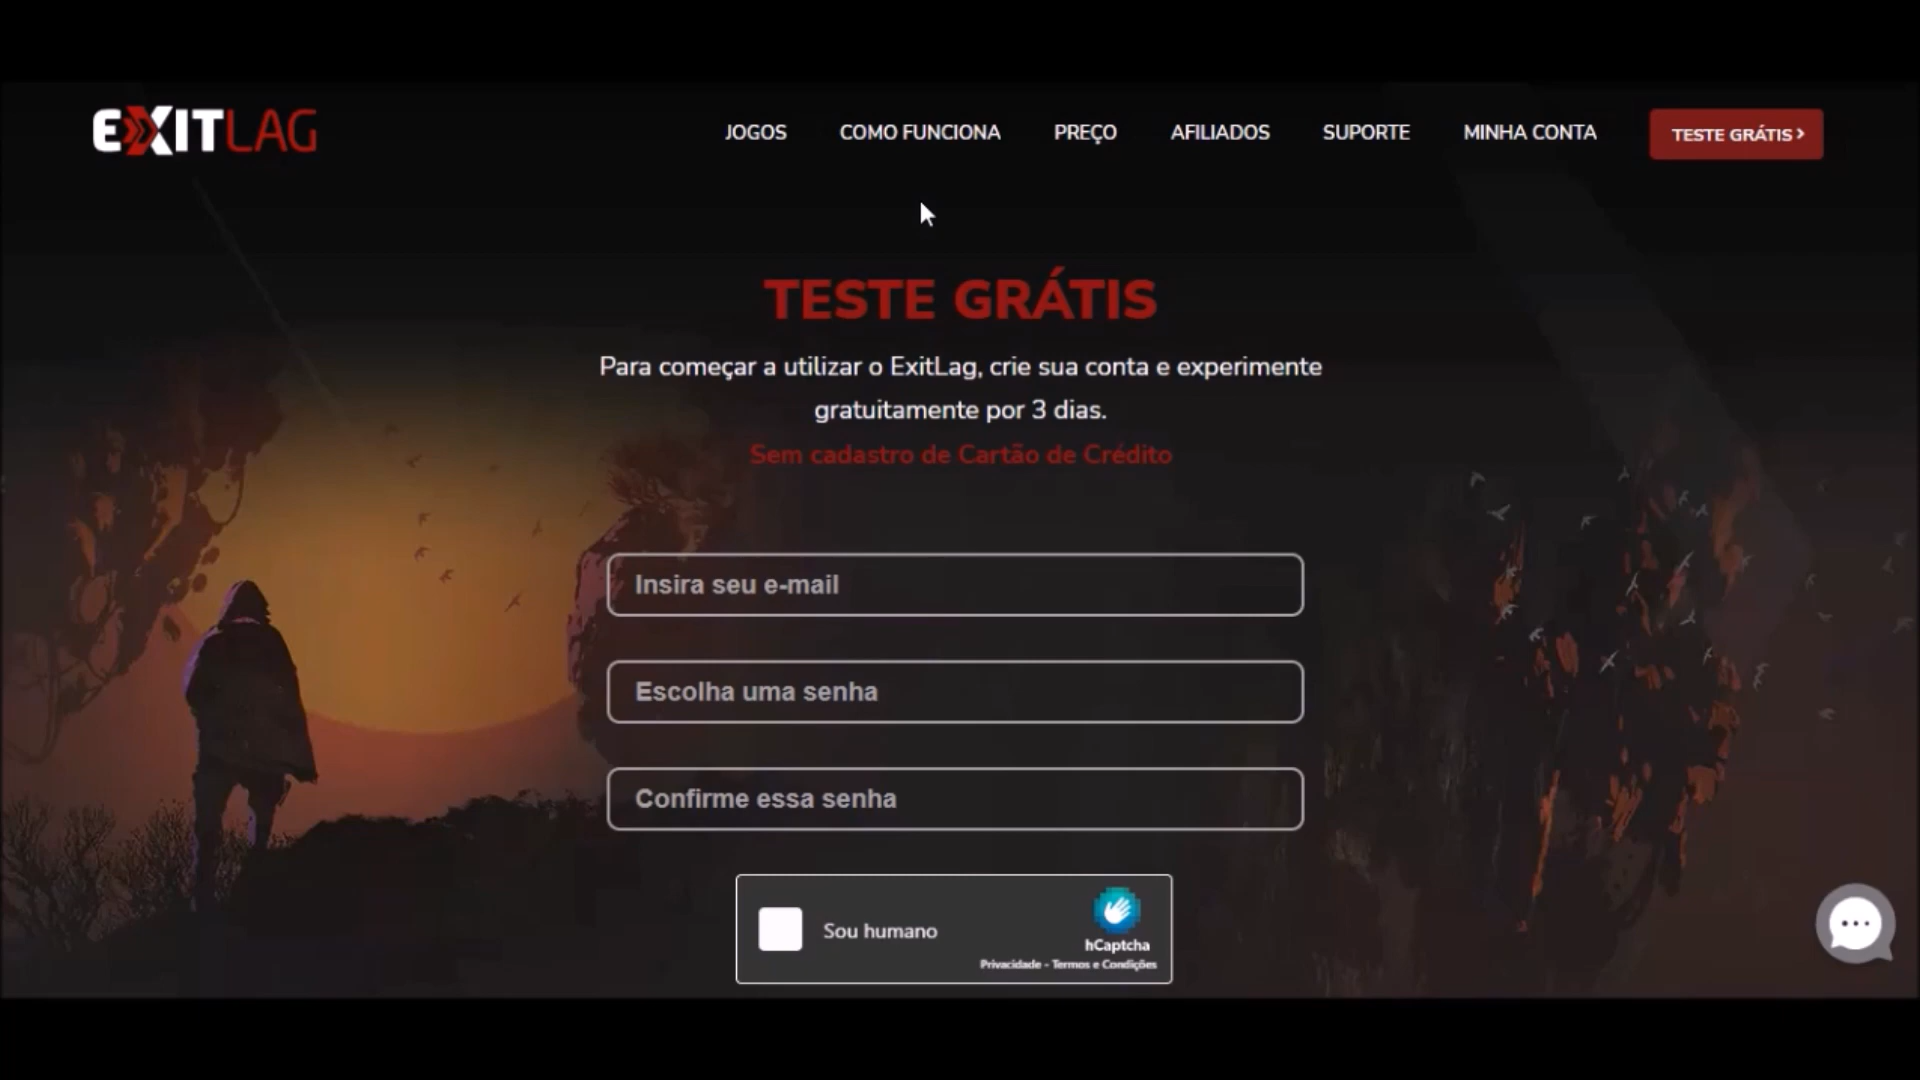 EXITLAG
JOGOS COMO FUNCIONA PREÇO AFILIADOS SUPORTE MINHA CONTA TESTE GRÁTIS
TESTE GRÁTIS
Para começar a utilizar o ExitLag, crie sua conta e experimente
gratuitamente por 3 dias.
Sem cadastro de Cartão de Crédito
Insira seu e-mail
Escolha uma senha
Confirme essa senha
Sou humano
hCaptcha
Privacidade - Termos e Condições